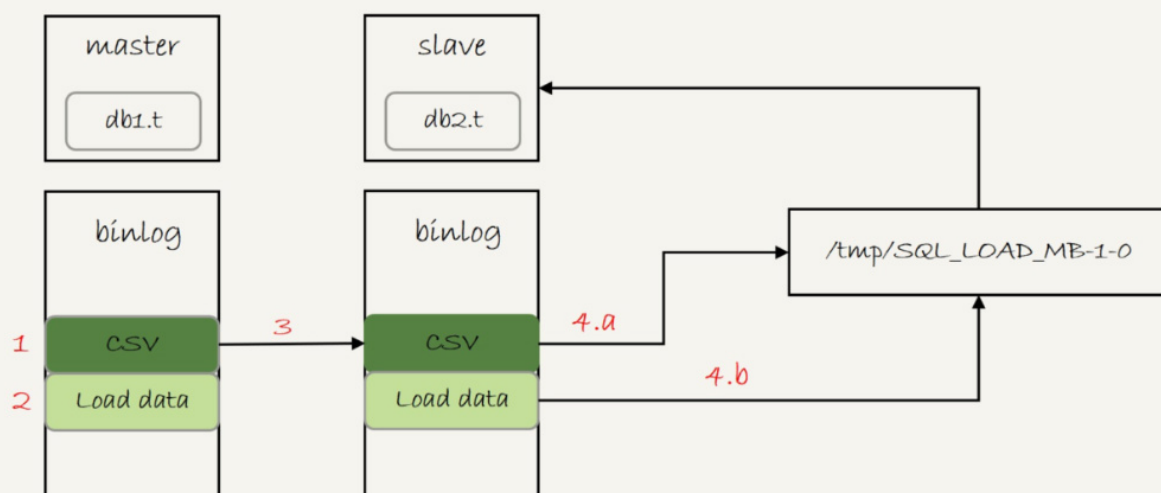 master
slave
db1.t
db2.t
binlog
binlog
/tmp/SQL_LOAD_MB-1-0
1
CSV
3
CSV
4.a
2
Load data
Load data
4.b